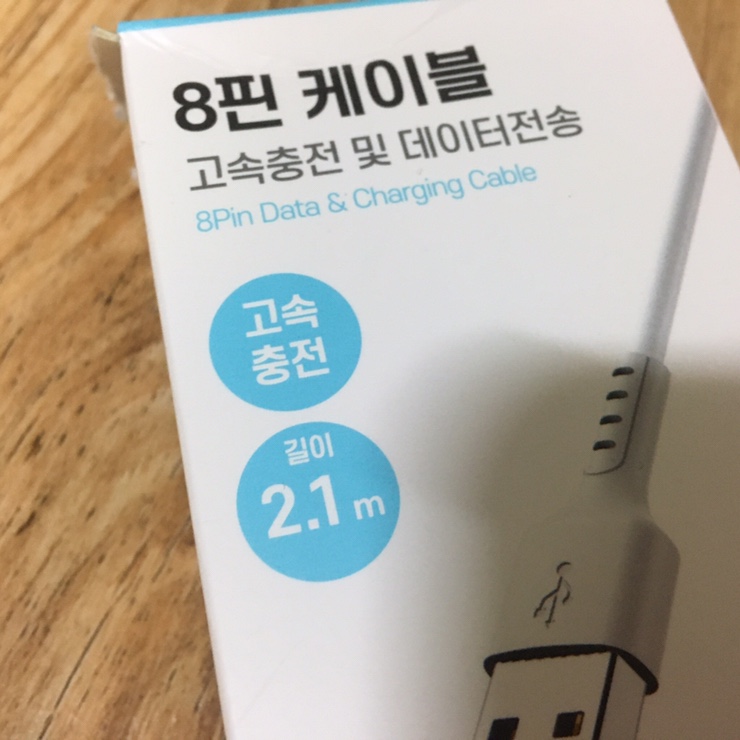 8핀 케이블
고속충전 및 데이터전송
8Pin Data & Charging Cable
고속
충전
길이
2.1 m